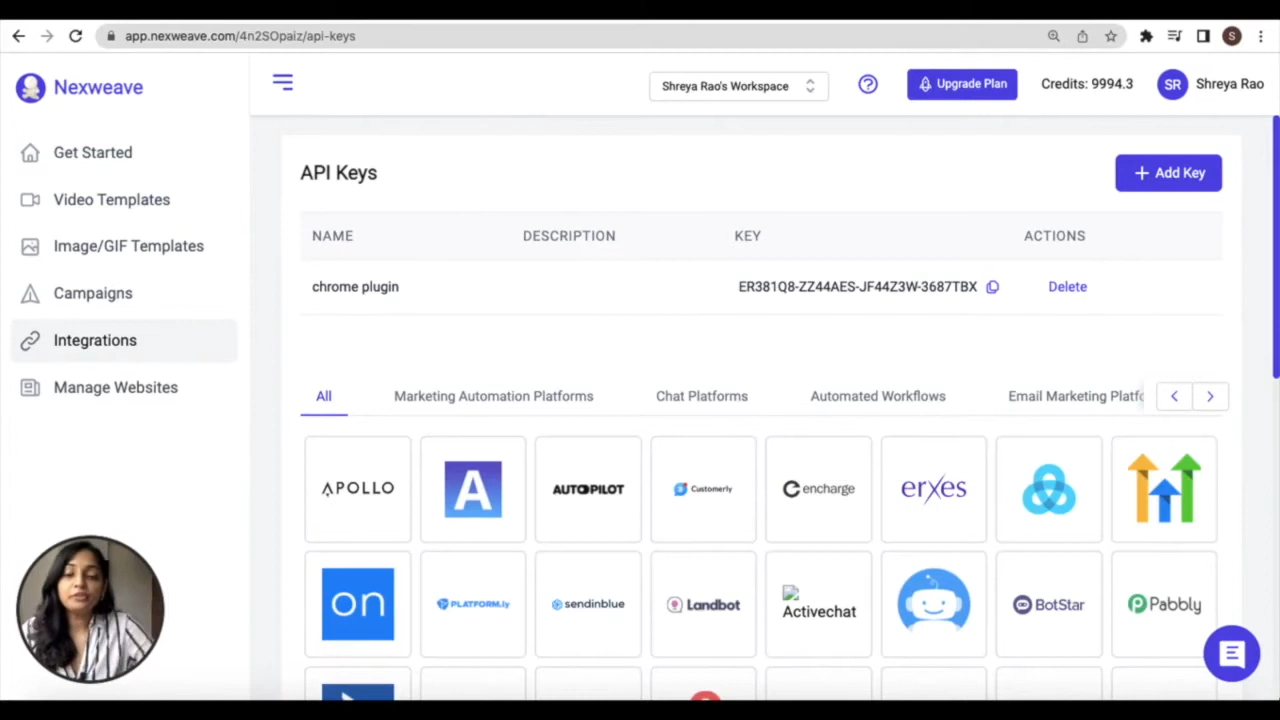 app.nexweave.com/4n2SOpaiz/api-keys
S
Nexweave
Shreya Rao's Workspace
Upgrade Plan
Credits: 9994.3
SR
Shreya Rao
Get Started
Video Templates
Image/GIF Templates
Campaigns
Integrations
Manage Websites
API Keys
+ Add Key
NAME DESCRIPTION KEY ACTIONS
chrome plugin ER381Q8-ZZ44AES-JF44Z3W-3687TBX Delete
All Marketing Automation Platforms Chat Platforms Automated Workflows Email Marketing
APOLLO A AUTOPILOT Customerly encharge erxes
on PLATFORM.ly sendinblue Landbot Activechat BotStar Pabbly